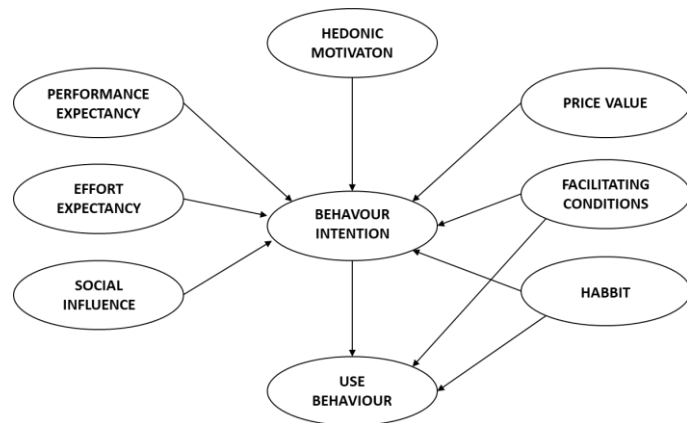 HEDONIC
MOTIVATON
PERFORMANCE
EXPECTANCY
PRICE VALUE
EFFORT
EXPECTANCY
BEHAVOUR
INTENTION
FACILITATING
CONDITIONS
SOCIAL
INFLUENCE
HABBIT
USE
BEHAVIOUR